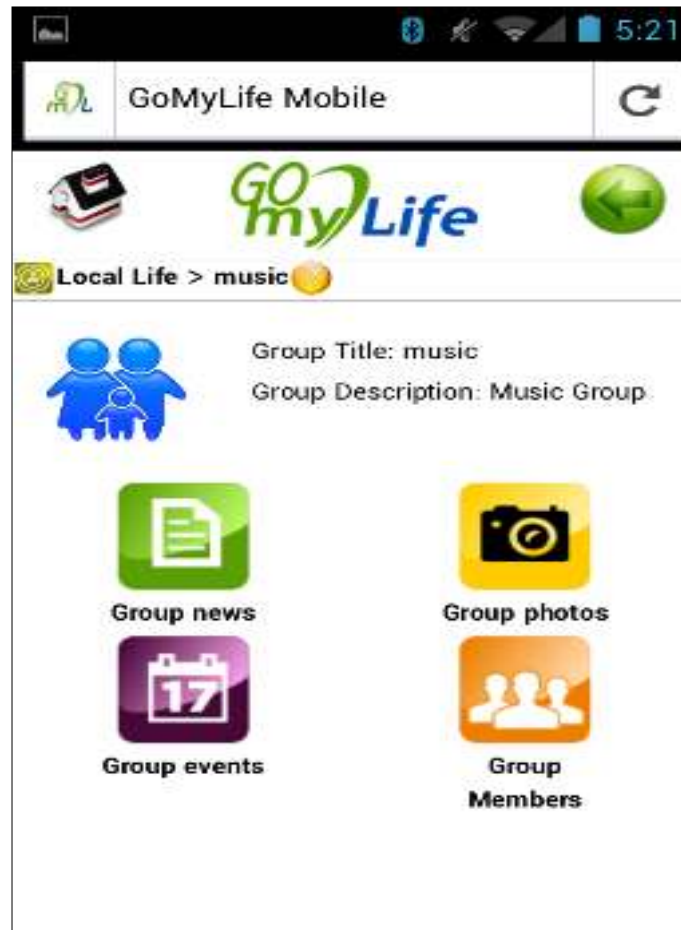 5:21
GoMyLife Mobile
GO
my Life
Local Life > music
Group Title: music
Group Description: Music Group
Group news
Group photos
17
Group events
Group
Members